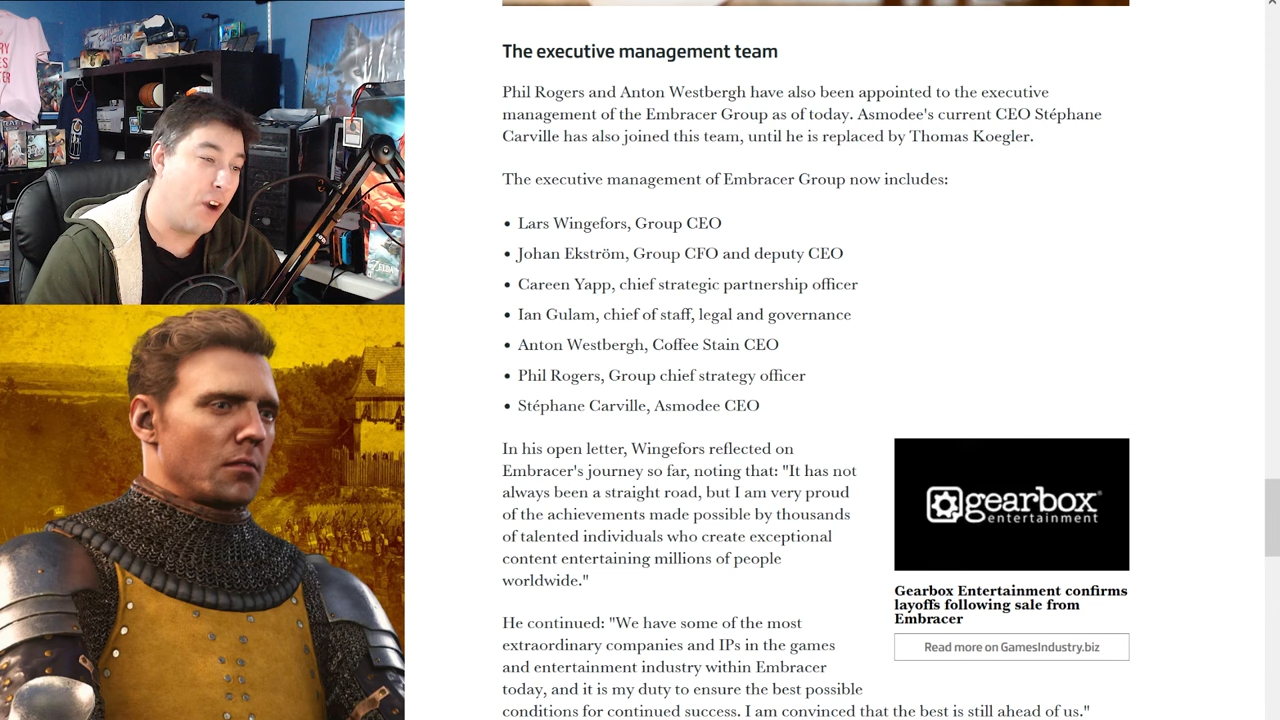 The executive management team
Phil Rogers and Anton Westbergh have also been appointed to the executive
management of the Embracer Group as of today. Asmodee's current CEO Stéphane
Carville has also joined this team, until he is replaced by Thomas Koegler.
The executive management of Embracer Group now includes:
• Lars Wingefors, Group CEO
• Johan Ekström, Group CFO and deputy CEO
• Careen Yapp, chief strategic partnership officer
• Ian Gulam, chief of staff, legal and governance
• Anton Westbergh, Coffee Stain CEO
• Phil Rogers, Group chief strategy officer
• Stéphane Carville, Asmodee CEO
In his open letter, Wingefors reflected on
Embracer's journey so far, noting that: "It has not
always been a straight road, but I am very proud
of the achievements made possible by thousands
of talented individuals who create exceptional
content entertaining millions of people
worldwide."
He continued: "We have some of the most
extraordinary companies and IPs in the games
and entertainment industry within Embracer
today, and it is my duty to ensure the best possible
conditions for continued success. I am convinced that the best is still ahead of us."
gearbox®
entertainment
Gearbox Entertainment confirms
layoffs following sale from
Embracer
Read more on GamesIndustry.biz